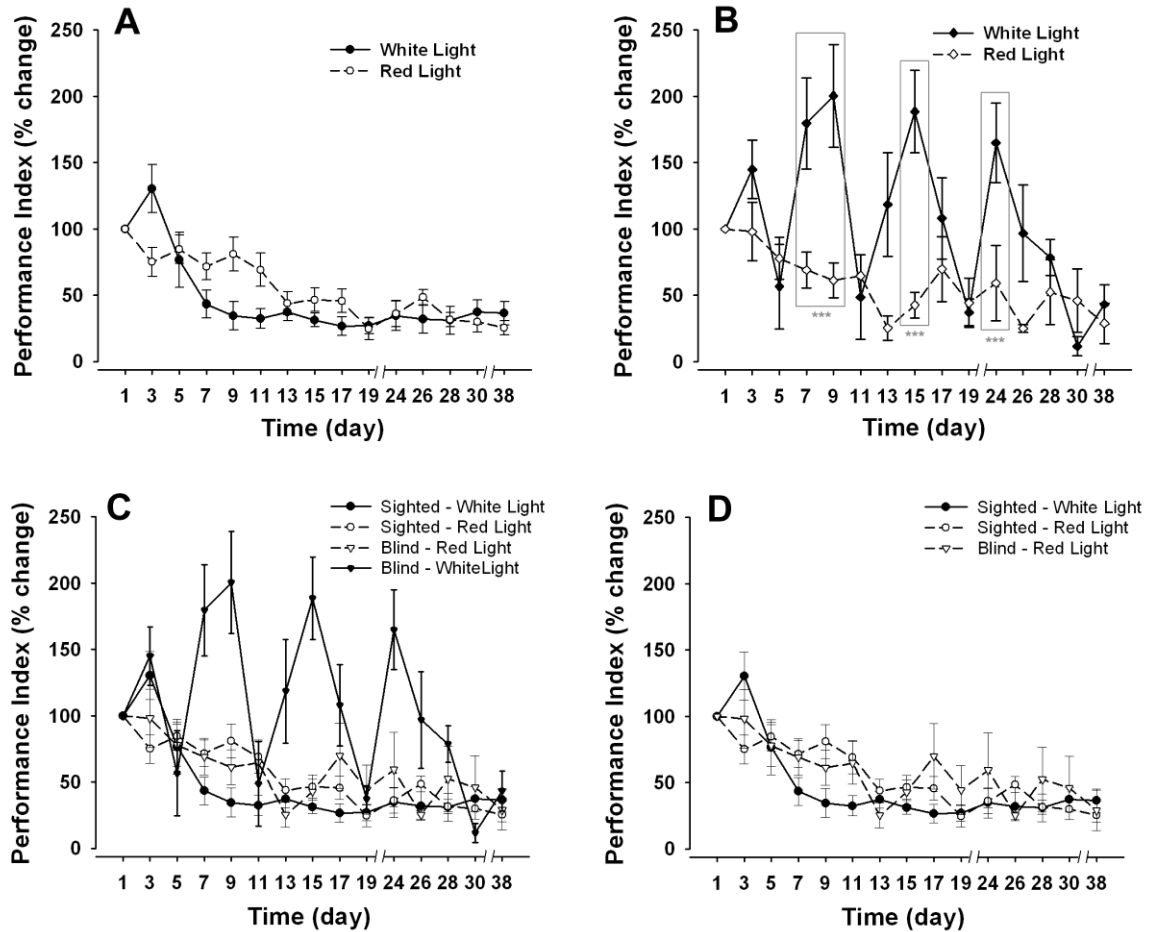 A
Performance Index (% change)
250
200
150
100
50
0
White Light
Red Light
1 3 5 7 9 11 13 15 17 19 24 26 28 30 38
Time (day)
B
Performance Index (% change)
250
200
150
100
50
0
White Light
Red Light
***
***
***
1 3 5 7 9 11 13 15 17 19 24 26 28 30 38
Time (day)
C
Performance Index (% change)
250
200
150
100
50
0
Sighted - White Light
Sighted - Red Light
Blind - Red Light
Blind - WhiteLight
1 3 5 7 9 11 13 15 17 19 24 26 28 30 38
Time (day)
D
Performance Index (% change)
250
200
150
100
50
0
Sighted - White Light
Sighted - Red Light
Blind - Red Light
1 3 5 7 9 11 13 15 17 19 24 26 28 30 38
Time (day)